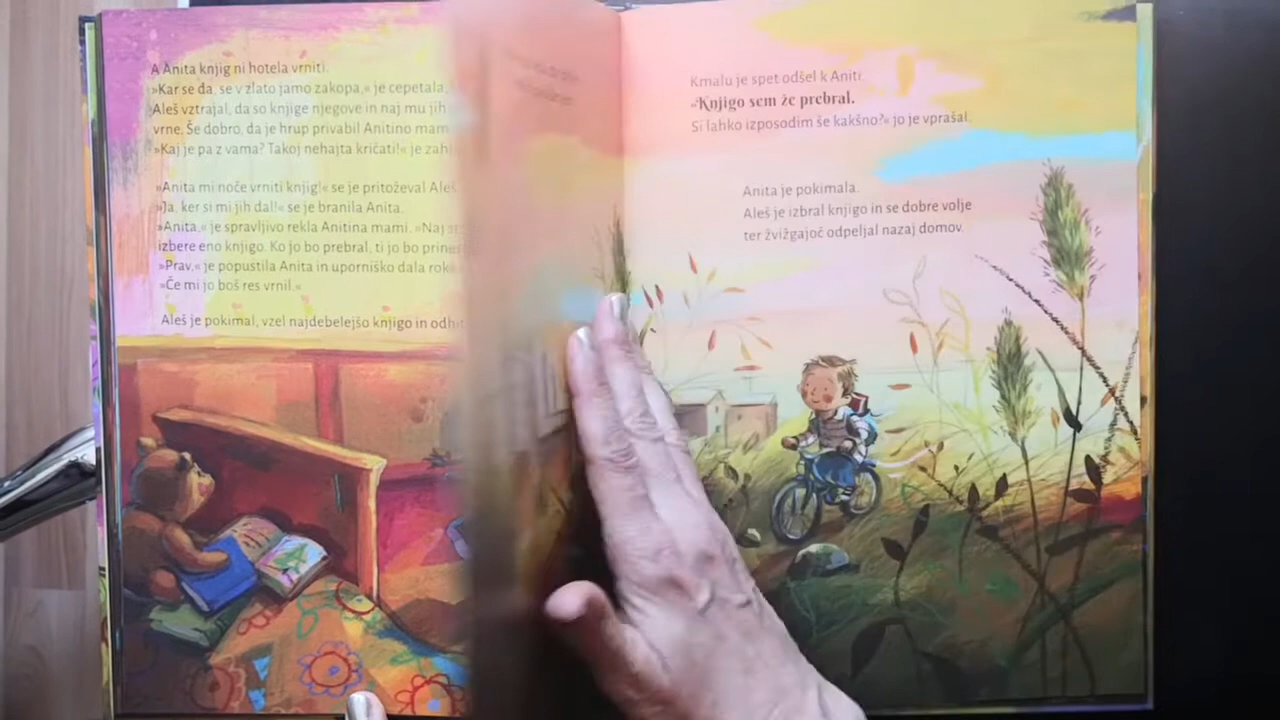 A Anita knjig ni hotela vrniti.
»Kar se da, se v zlato jamo zakopa,« je cepetala.
Aleš vztrajal, da so knjige njegove in naj mu jih
vrne. Še dobro, da je hrup privabil Anitino mam
»Kaj je pa z vama? Takoj nehajta kričati!« je
»Anita mi noče vrniti knjig!« se je pritoževal Aleš
»Ja, ker si mi jih dal!« se je branila Anita.
»Anita,« je spravljivo rekla Anitina mami. »Naj
izbere eno knjigo. Ko jo bo prebral, ti jo bo
»Prav,« je popustila Anita in uporniško dala
»Če mi jo boš res vrnil.«
Aleš je pokimal, vzel najdebelejšo knjigo in
Kmalu je spet odšel k Aniti.
»Knjigo sem že prebral.
Si lahko izposodim še kakšno?« jo je vprašal.
Anita je pokimala.
Aleš je izbral knjigo in se dobre volje
ter žvižgajoč odpeljal nazaj domov.